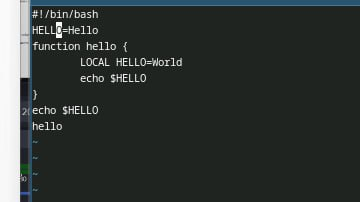 #!/bin/bash
HELLO=Hello
function hello {
        LOCAL HELLO=World
        echo $HELLO
}
echo $HELLO
hello
~
~
~
~